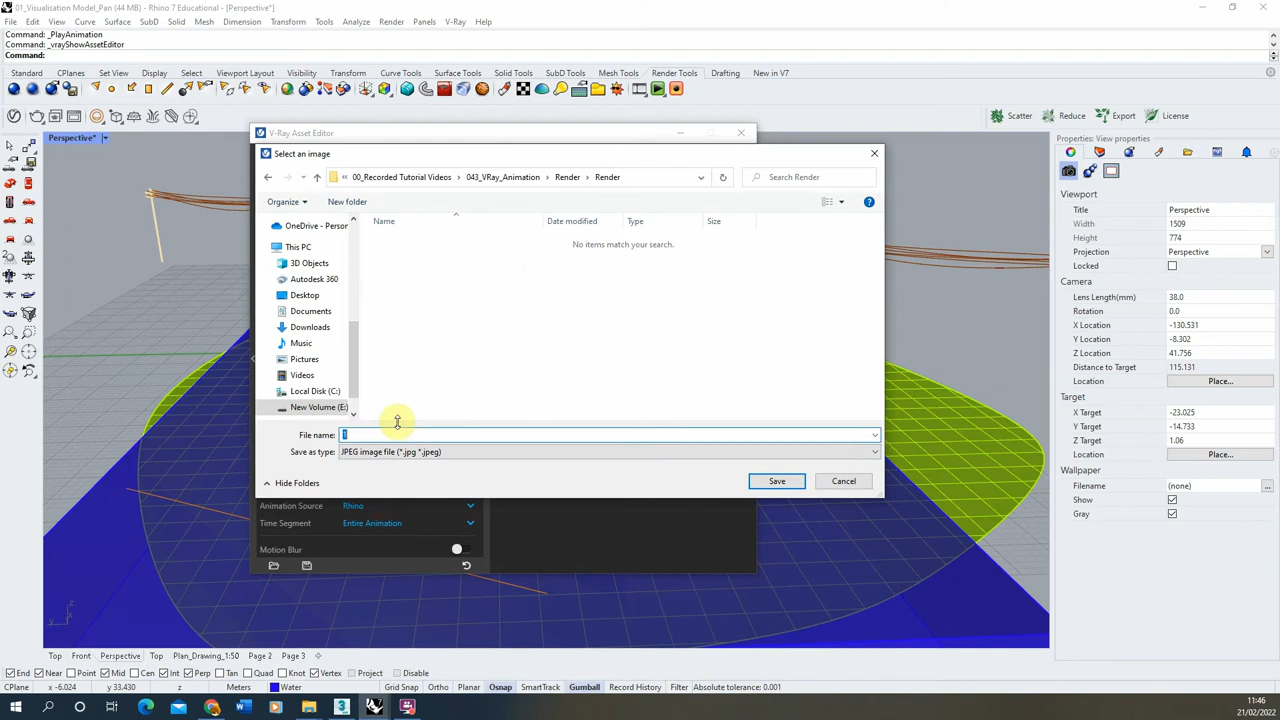 01_Visualisation Model_Pan (44 MB) - Rhino 7 Educational - [Perspective*]
File Edit View Curve Surface SubD Solid Mesh Dimension Transform Tools Analyze Render Panels V-Ray Help
Command: _PlayAnimation
Command: _vrayShowAssetEditor
Command:
Standard CPlanes Set View Display Select Viewport Layout Visibility Transform Curve Tools Surface Tools Solid Tools SubD Tools Mesh Tools Render Tools Drafting New in V7
Scatter Reduce Export License
Perspective*
V-Ray Asset Editor
Select an image
00_Recorded Tutorial Videos 043_VRay_Animation Render Render
Search Render
Organize New folder
Name Date modified Type Size
No items match your search.
OneDrive - Person
This PC
3D Objects
Autodesk 360
Desktop
Documents
Downloads
Music
Pictures
Videos
Local Disk (C:)
New Volume (E:)
File name: 1
Save as type: JPEG image file (*.jpg *.jpeg)
Hide Folders
Save Cancel
Animation Source Rhino
Time Segment Entire Animation
Motion Blur
Properties: View properties
Viewport
Title Perspective
Width 1509
Height 774
Projection Perspective
Locked
Camera
Lens Length(mm) 38.0
Rotation 0.0
X Location -130.531
Y Location -8.302
Z Location 41.756
Distance to Target 115.131
Location Place...
Target
X Target -23.025
Y Target -14.733
Z Target 1.06
Location Place...
Wallpaper
Filename (none) ...
Show
Gray
z
y x
Top Front Perspective Top Plan_Drawing_1:50 Page 2 Page 3
End Near Point Mid Cen Int Perp Tan Quad Knot Vertex Project Disable
CPlane x -6.024 y 33.430 z Meters Water Grid Snap Ortho Planar Osnap SmartTrack Gumball Record History Filter Absolute tolerance: 0.001
11:46
21/02/2022